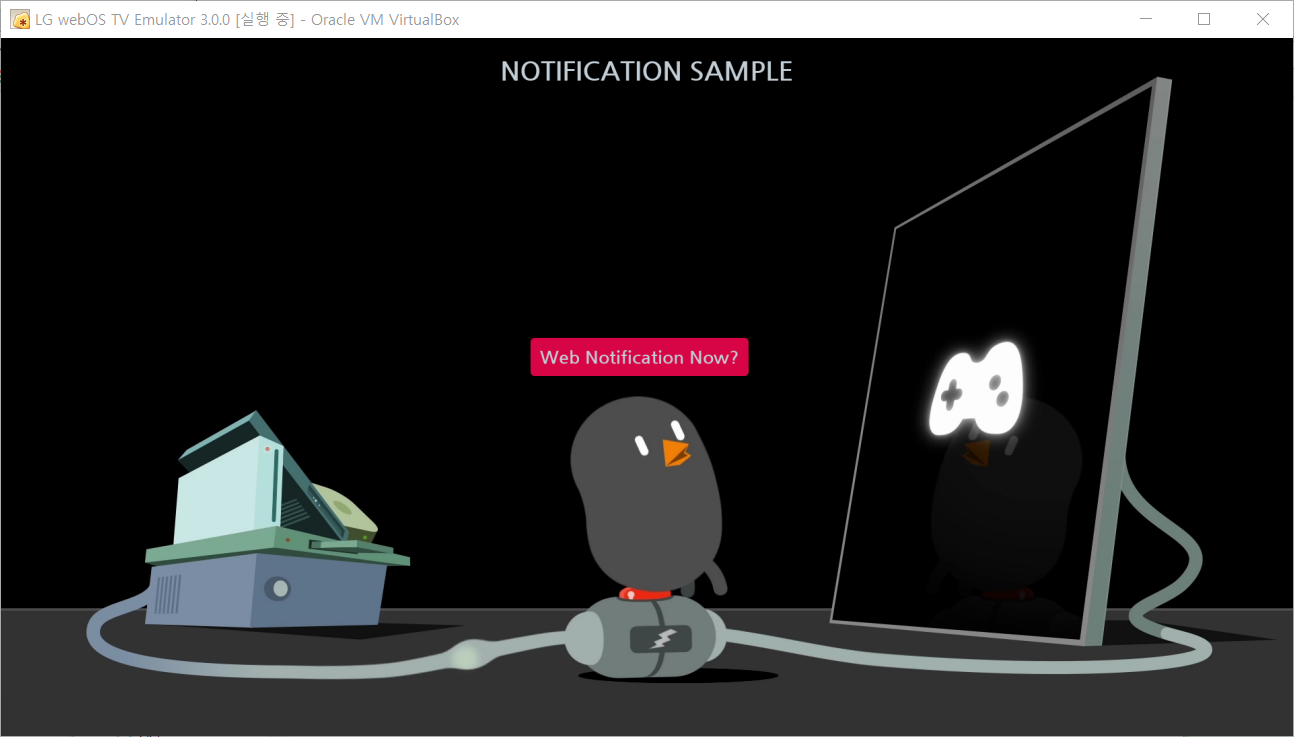 LG webOS TV Emulator 3.0.0 [실행 중] - Oracle VM VirtualBox
NOTIFICATION SAMPLE
Web Notification Now?